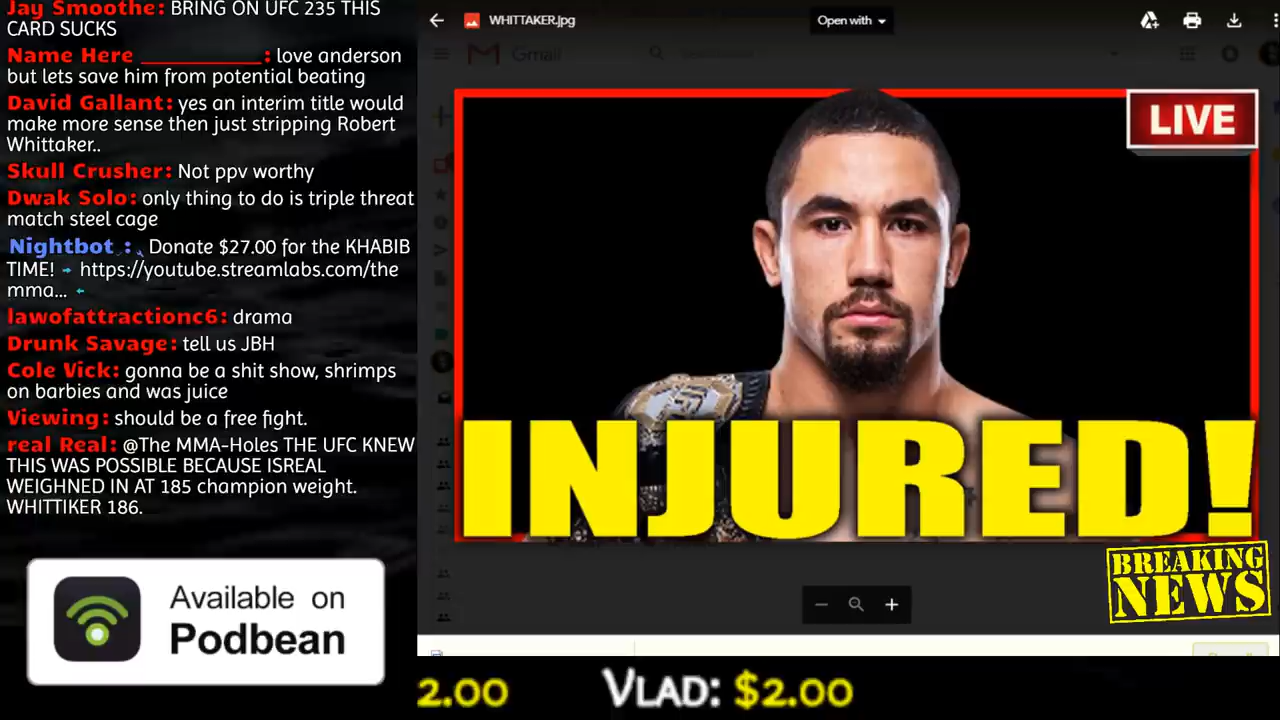 Jay Smoothe: BRING ON UFC 235 THIS
CARD SUCKS
Name Here __________: love anderson
but lets save him from potential beating
David Gallant: yes an interim title would
make more sense then just stripping Robert
Whittaker..
Skull Crusher: Not ppv worthy
Dwak Solo: only thing to do is triple threat
match steel cage
Nightbot : Donate $27.00 for the KHABIB
TIME! → https://youtube.streamlabs.com/the
mma... ←
lawofattractionc6: drama
Drunk Savage: tell us JBH
Cole Vick: gonna be a shit show, shrimps
on barbies and was juice
Viewing: should be a free fight.
real Real: @The MMA-Holes THE UFC KNEW
THIS WAS POSSIBLE BECAUSE ISREAL
WEIGHNED IN AT 185 champion weight.
WHITTIKER 186.
Available on
Podbean
WHITTAKER.jpg
Open with
Gmail
LIVE
INJURED!
BREAKING
NEWS
2.00 VLAD: $2.00